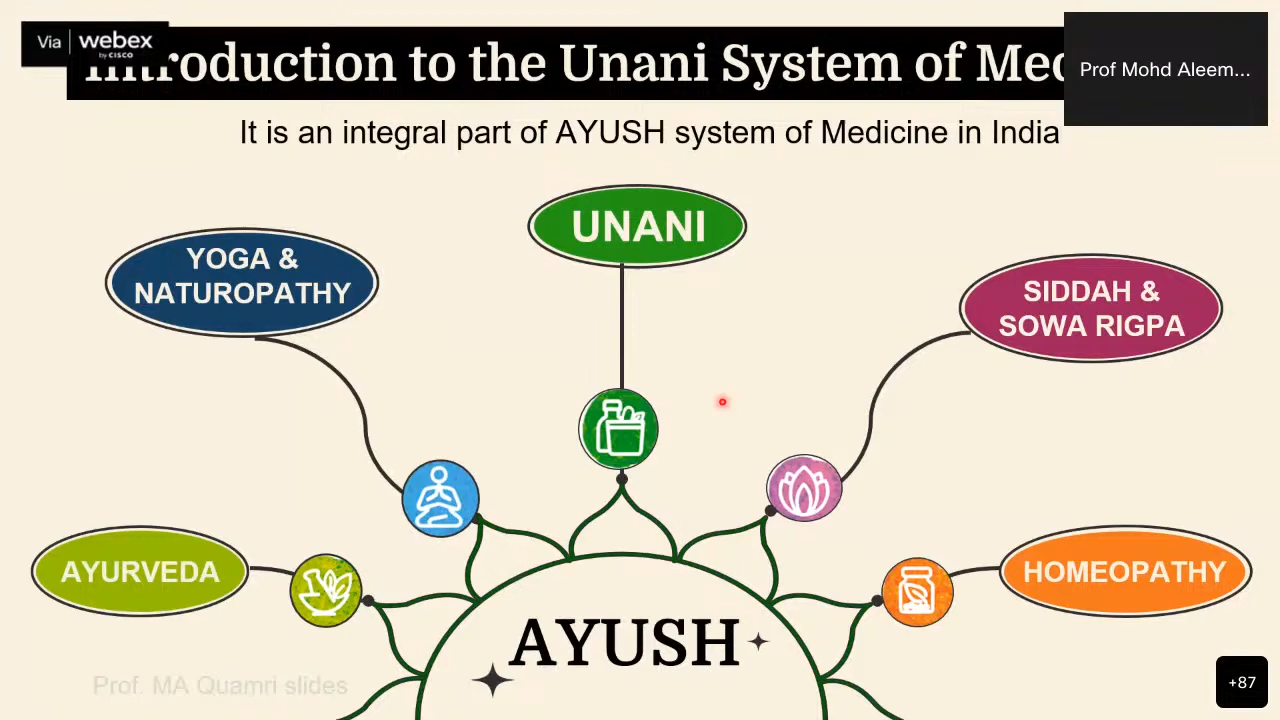 Via webex
by CISCO
Introduction to the Unani System of Med
Prof Mohd Aleem...
It is an integral part of AYUSH system of Medicine in India
UNANI
YOGA &
NATUROPATHY
SIDDAH &
SOWA RIGPA
AYURVEDA
HOMEOPATHY
AYUSH
Prof. MA Quamri slides
+87